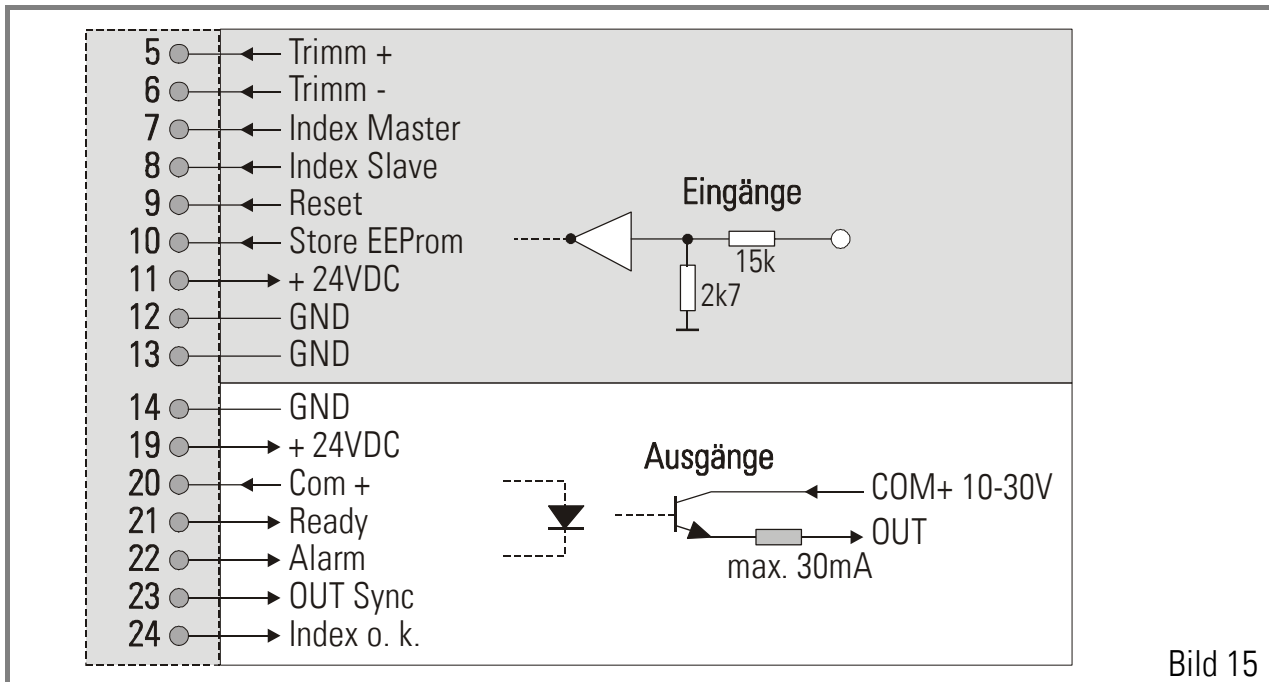 5 Trimm +
6 Trimm -
7 Index Master
8 Index Slave
9 Reset
10 Store EEProm
11 + 24VDC
12 GND
13 GND
Eingänge
15k
2k7
14 GND
19 + 24VDC
20 Com +
21 Ready
22 Alarm
23 OUT Sync
24 Index o. k.
Ausgänge
COM+ 10-30V
OUT
max. 30mA
Bild 15